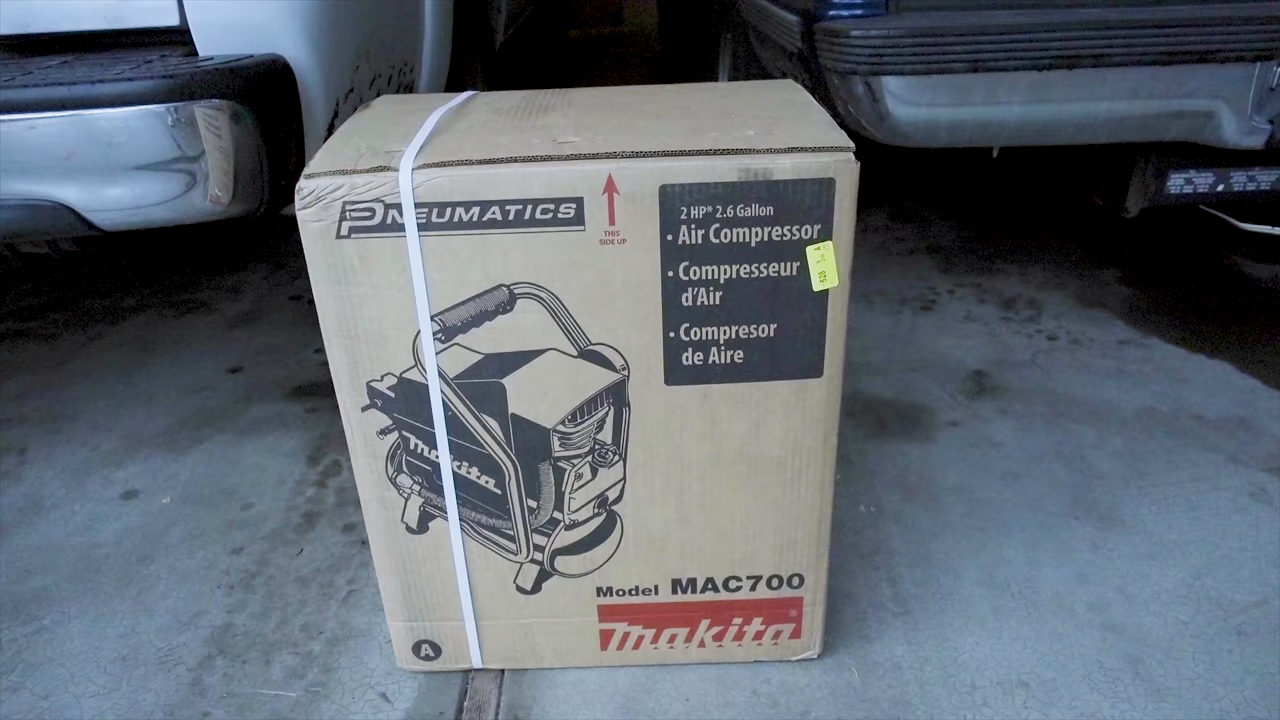 PNEUMATICS
THIS
SIDE UP
2 HP* 2.6 Gallon
• Air Compressor
• Compresseur
d'Air
• Compresor
de Aire
makita
Model MAC700
makita
A